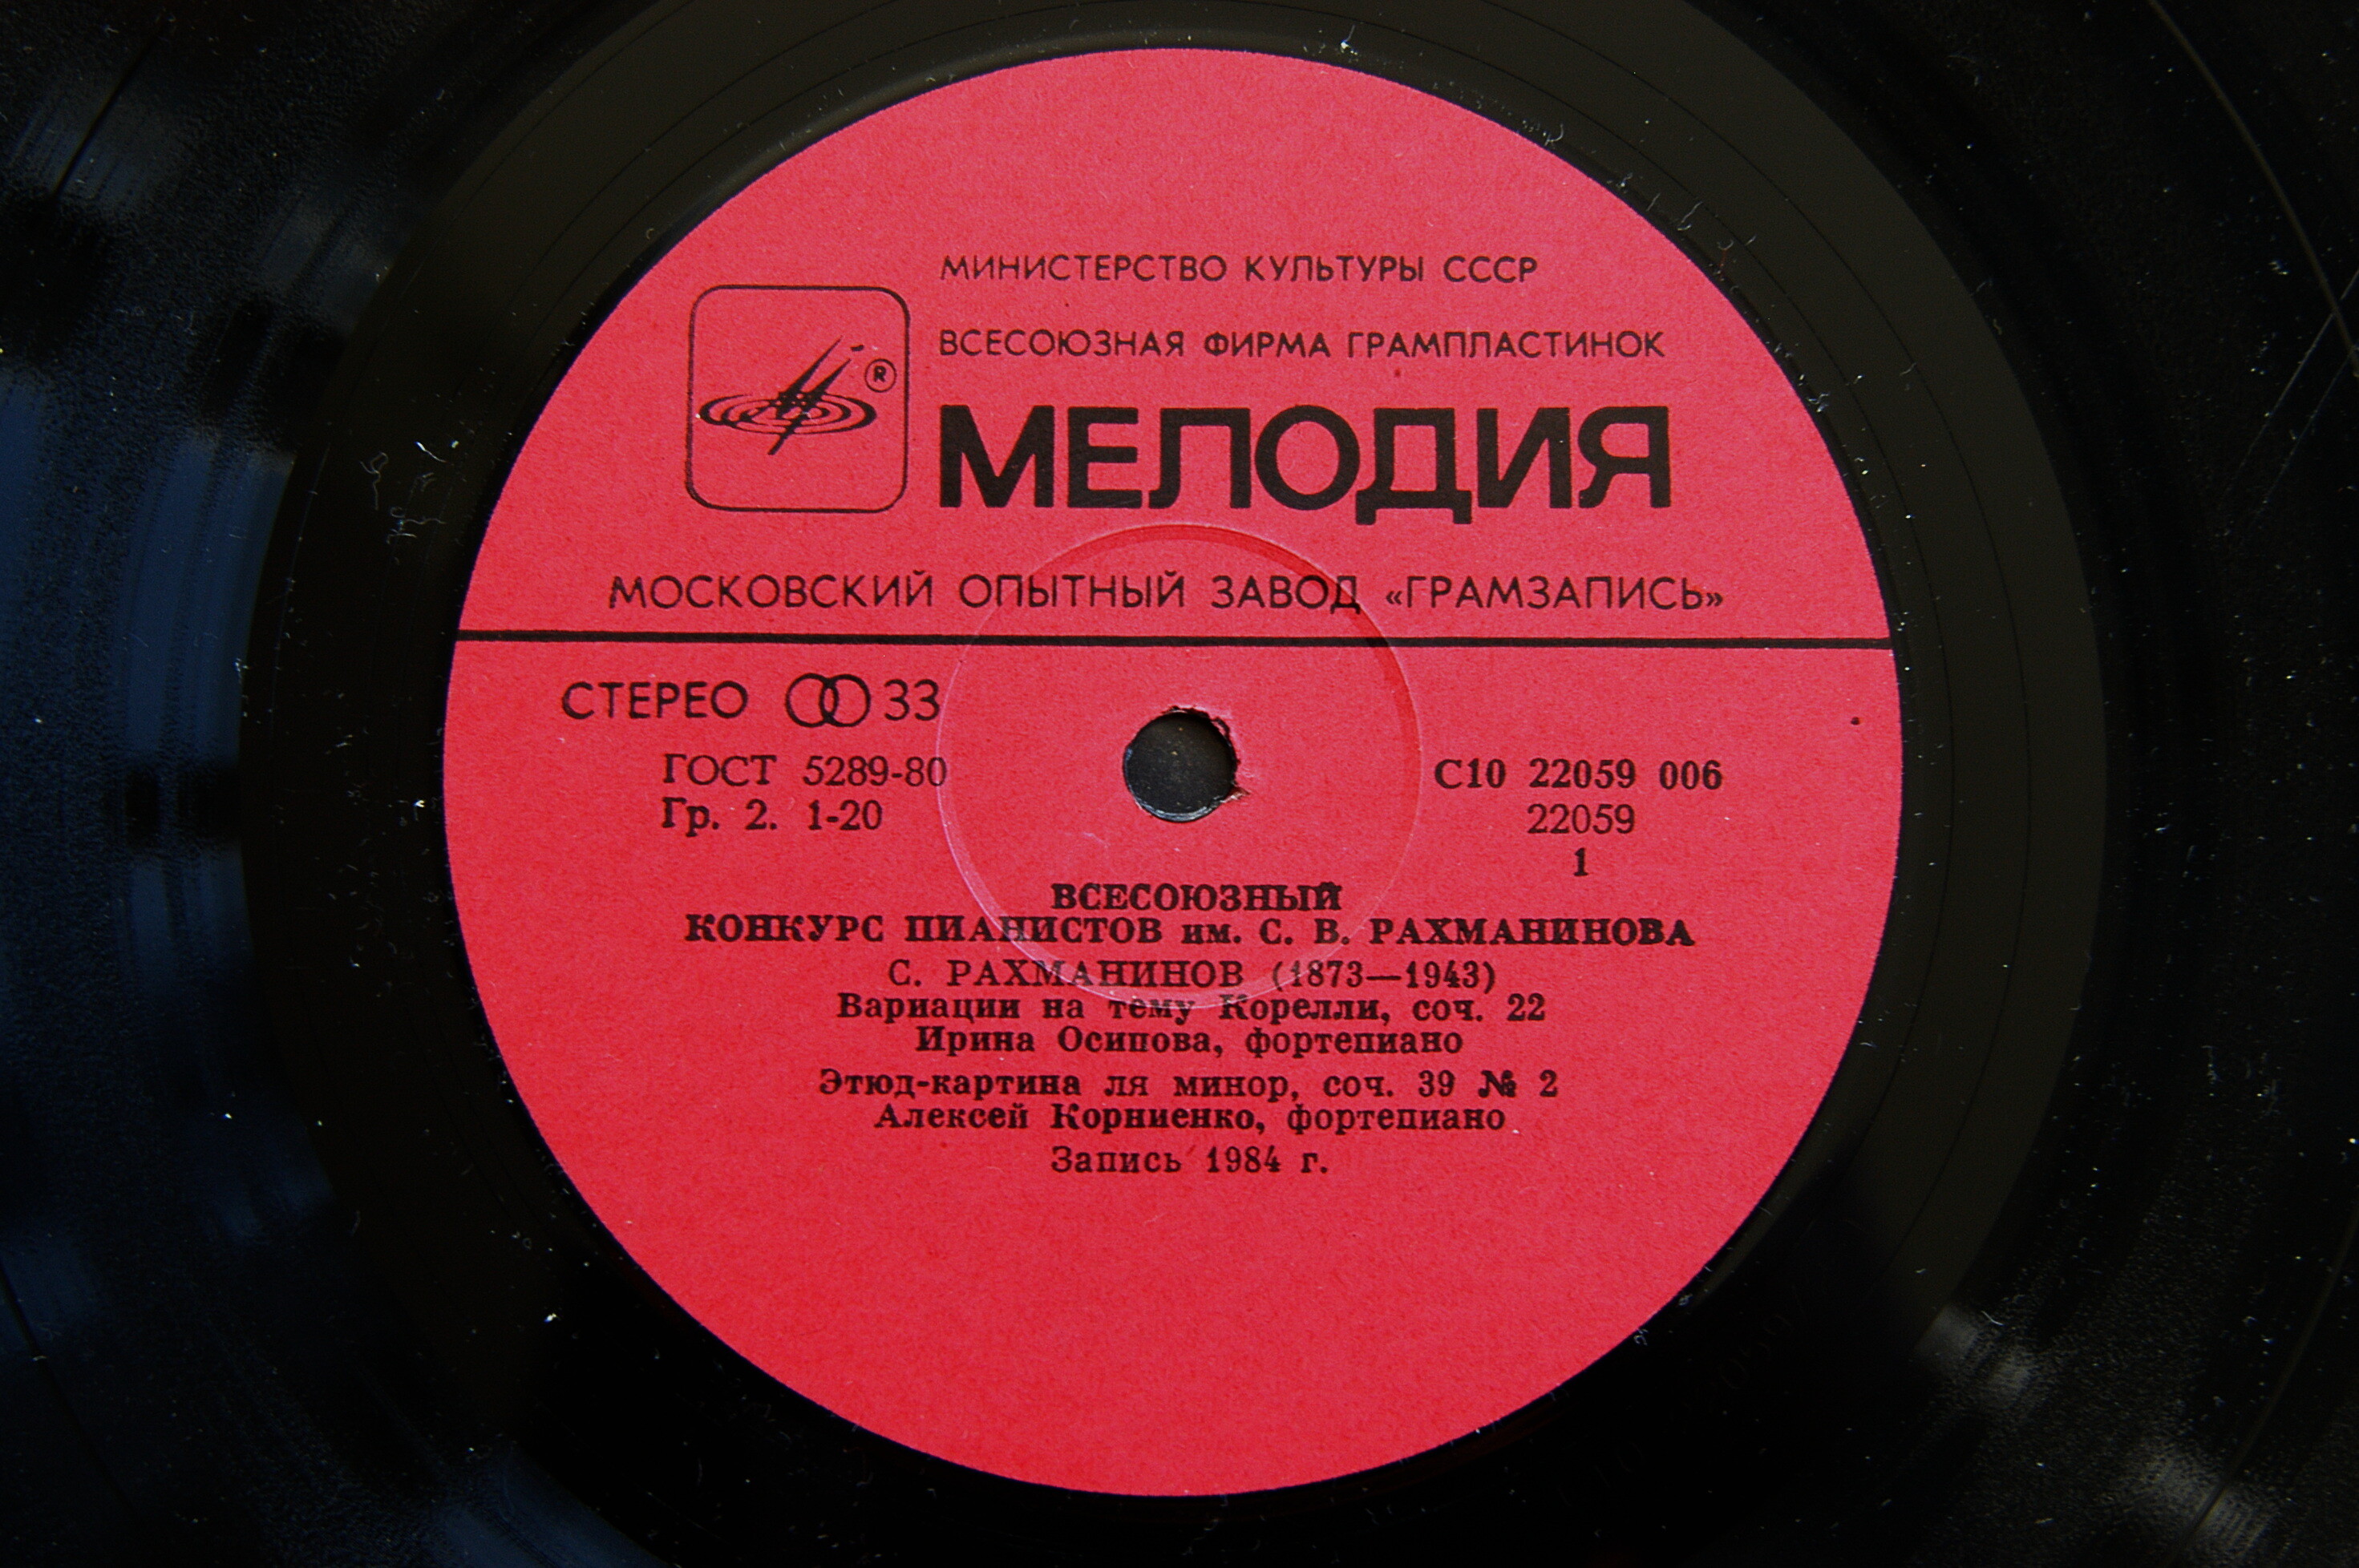 МИНИСТЕРСТВО КУЛЬТУРЫ СССР
ВСЕСОЮЗНАЯ ФИРМА ГРАМПЛАСТИНОК
®
МЕЛОДИЯ
МОСКОВСКИЙ ОПЫТНЫЙ ЗАВОД «ГРАМЗАПИСЬ»
СТЕРЕО 33
ГОСТ 5289-80
Гр. 2. 1-20
С10 22059 006
22059
1
ВСЕСОЮЗНЫЙ
КОНКУРС ПИАНИСТОВ им. С. В. РАХМАНИНОВА
С. РАХМАНИНОВ (1873—1943)
Вариации на тему Корелли, соч. 22
Ирина Осипова, фортепиано
Этюд-картина ля минор, соч. 39 № 2
Алексей Корниенко, фортепиано
Запись 1984 г.